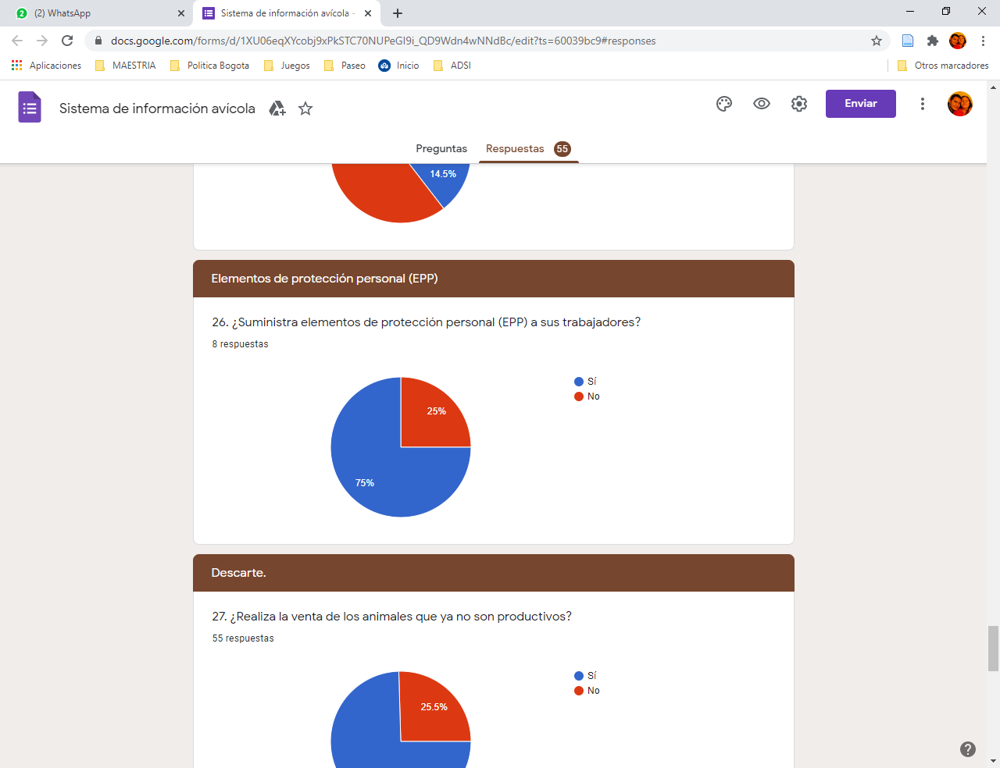 (2) WhatsApp
Sistema de información avícola -
docs.google.com/forms/d/1XU06eqXYcobj9xPkSTC70NUPeGI9i_QD9Wdn4wNNdBc/edit?ts=60039bc9#responses
Aplicaciones MAESTRIA Politica Bogota Juegos Paseo Inicio ADSI Otros marcadores
Sistema de información avícola
Enviar
Preguntas Respuestas 55
14.5%
Elementos de protección personal (EPP)
26. ¿Suministra elementos de protección personal (EPP) a sus trabajadores?
8 respuestas
Sí
No
25%
75%
Descarte.
27. ¿Realiza la venta de los animales que ya no son productivos?
55 respuestas
Sí
No
25.5%